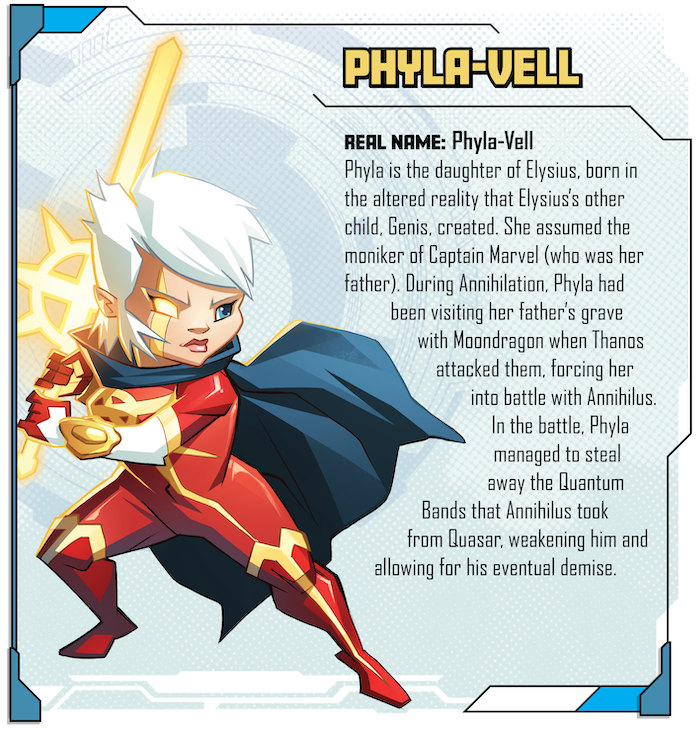 PHYLA-VELL
REAL NAME: Phyla-Vell
Phyla is the daughter of Elysius, born in
the altered reality that Elysius's other
child, Genis, created. She assumed the
moniker of Captain Marvel (who was her
father). During Annihilation, Phyla had
been visiting her father's grave
with Moondragon when Thanos
attacked them, forcing her
into battle with Annihilus.
In the battle, Phyla
managed to steal
away the Quantum
Bands that Annihilus took
from Quasar, weakening him and
allowing for his eventual demise.